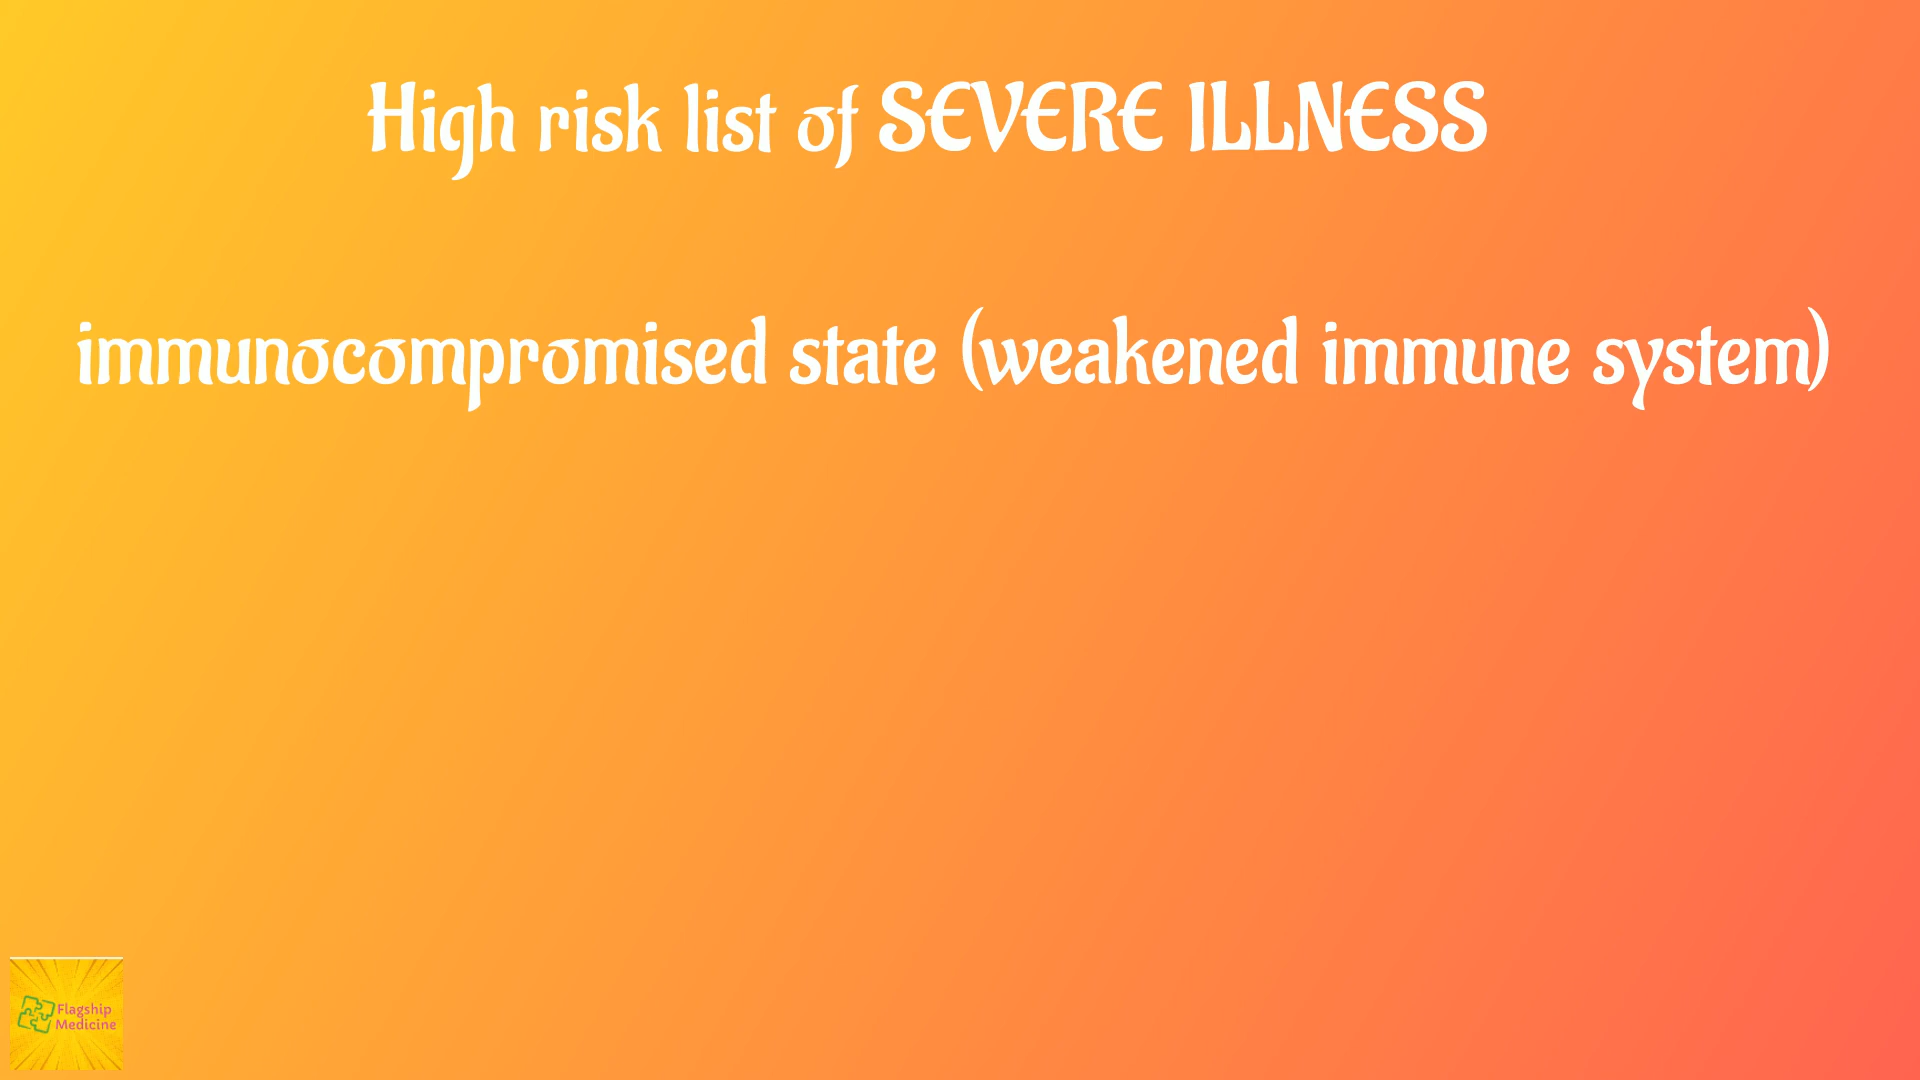 High risk list of SEVERE ILLNESS
immunocompromised state (weakened immune system)
Flagship
Medicine